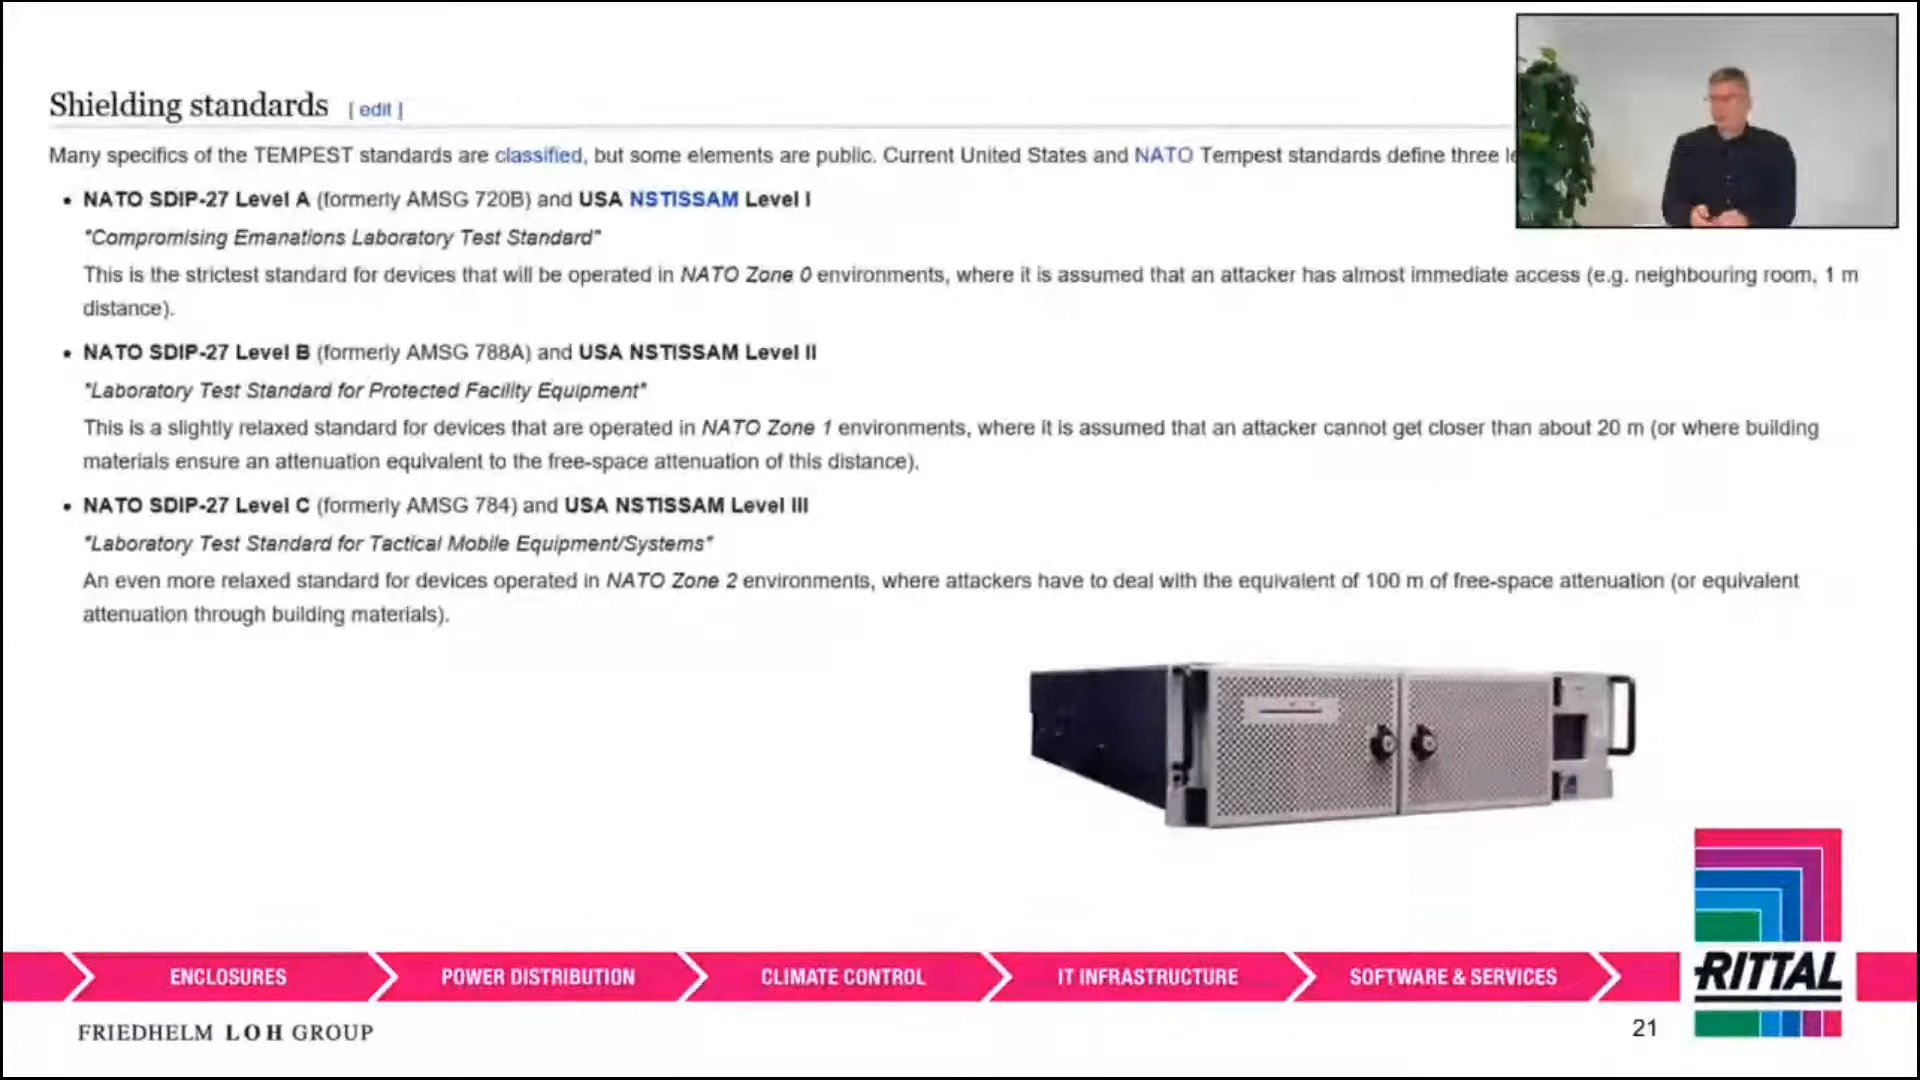 Shielding standards [ edit ]
Many specifics of the TEMPEST standards are classified, but some elements are public. Current United States and NATO Tempest standards define three
• NATO SDIP-27 Level A (formerly AMSG 720B) and USA NSTISSAM Level I
"Compromising Emanations Laboratory Test Standard"
This is the strictest standard for devices that will be operated in NATO Zone 0 environments, where it is assumed that an attacker has almost immediate access (e.g. neighbouring room, 1 m
distance).
• NATO SDIP-27 Level B (formerly AMSG 788A) and USA NSTISSAM Level II
"Laboratory Test Standard for Protected Facility Equipment"
This is a slightly relaxed standard for devices that are operated in NATO Zone 1 environments, where it is assumed that an attacker cannot get closer than about 20 m (or where building
materials ensure an attenuation equivalent to the free-space attenuation of this distance).
• NATO SDIP-27 Level C (formerly AMSG 784) and USA NSTISSAM Level III
"Laboratory Test Standard for Tactical Mobile Equipment/Systems"
An even more relaxed standard for devices operated in NATO Zone 2 environments, where attackers have to deal with the equivalent of 100 m of free-space attenuation (or equivalent
attenuation through building materials).
ENCLOSURES POWER DISTRIBUTION CLIMATE CONTROL IT INFRASTRUCTURE SOFTWARE & SERVICES
RITTAL
FRIEDHELM LOH GROUP
21